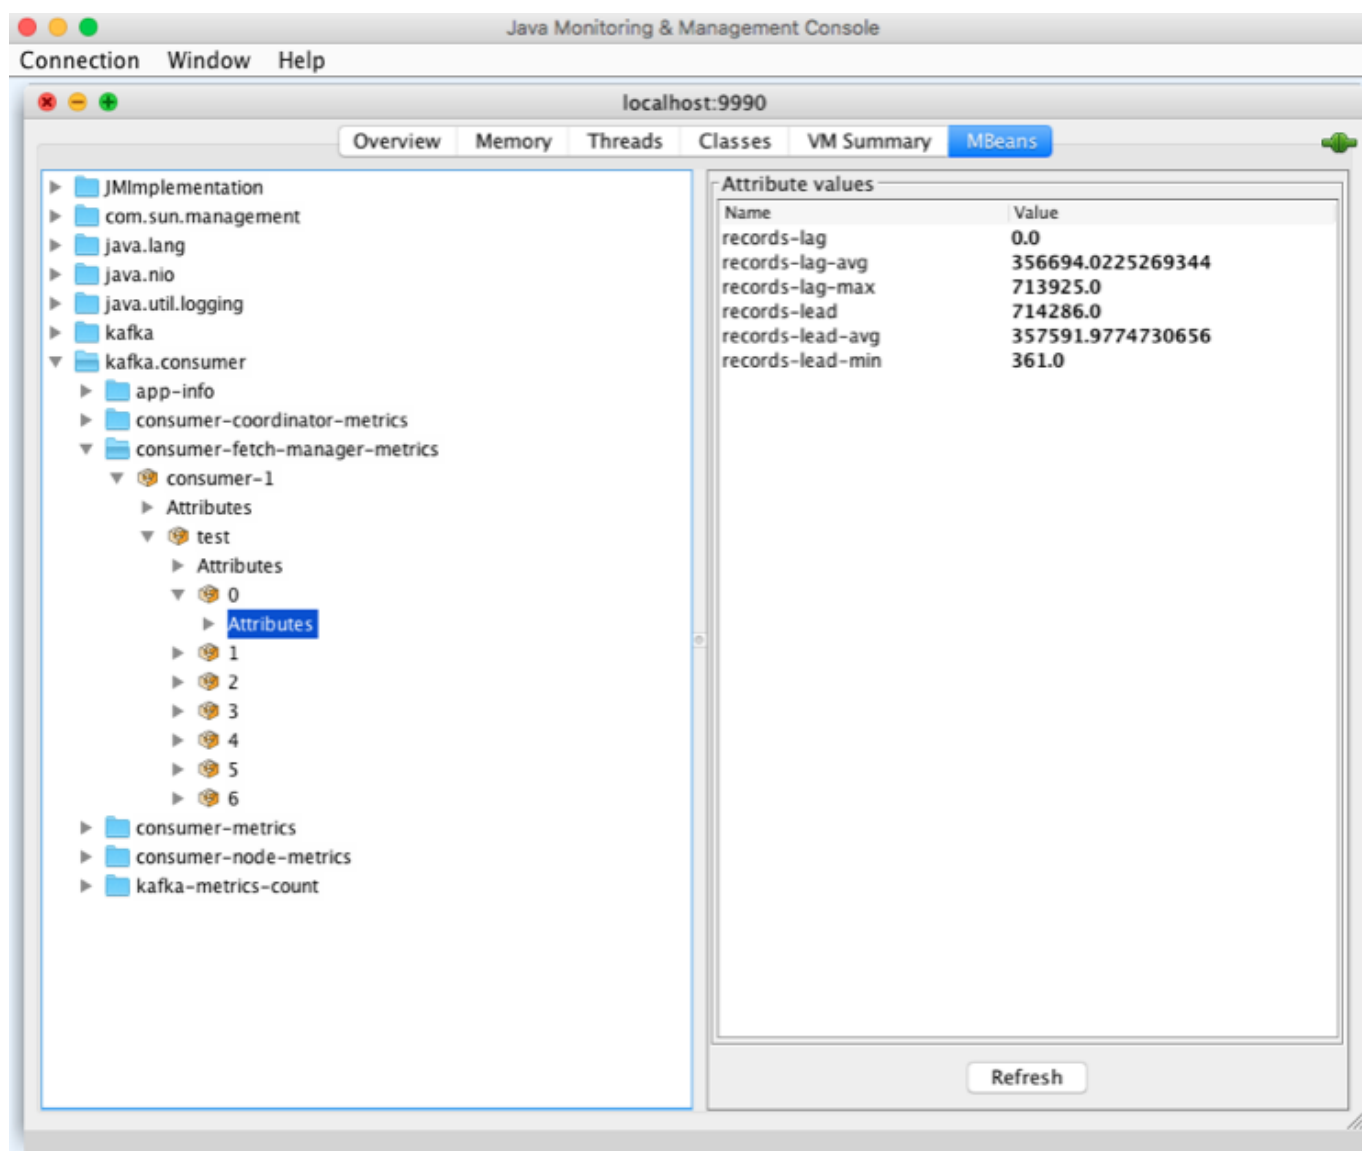 Java Monitoring & Management Console
Connection Window Help
localhost:9990
Overview Memory Threads Classes VM Summary MBeans
JMImplementation
com.sun.management
java.lang
java.nio
java.util.logging
kafka
kafka.consumer
app-info
consumer-coordinator-metrics
consumer-fetch-manager-metrics
consumer-1
Attributes
test
Attributes
0
Attributes
1
2
3
4
5
6
consumer-metrics
consumer-node-metrics
kafka-metrics-count
Attribute values
Name Value
records-lag 0.0
records-lag-avg 356694.0225269344
records-lag-max 713925.0
records-lead 714286.0
records-lead-avg 357591.9774730656
records-lead-min 361.0
Refresh